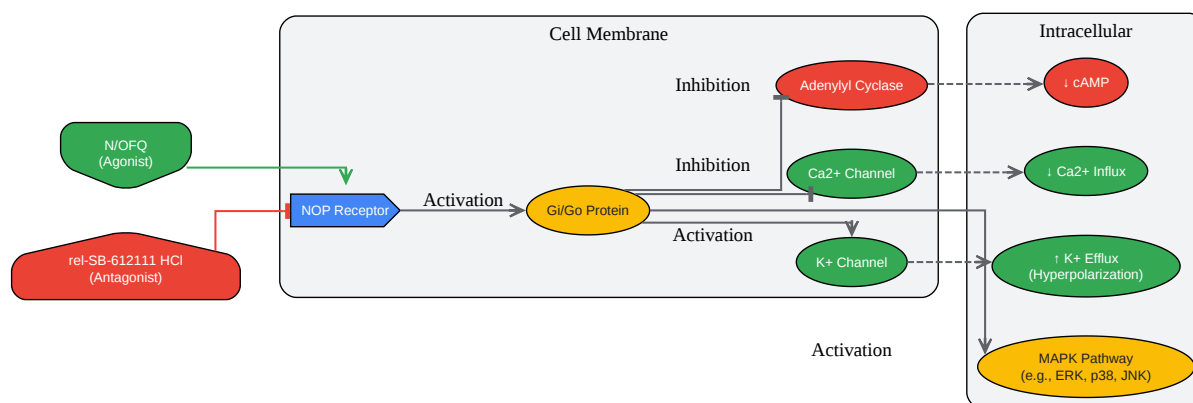 Cell Membrane
Intracellular
Inhibition
Adenylyl Cyclase
↓ cAMP
N/OFQ
(Agonist)
Inhibition
Ca2+ Channel
↓ Ca2+ Influx
NOP Receptor
Activation
Gi/Go Protein
Activation
rel-SB-612111 HCl
(Antagonist)
K+ Channel
↑ K+ Efflux
(Hyperpolarization)
Activation
MAPK Pathway
(e.g., ERK, p38, JNK)